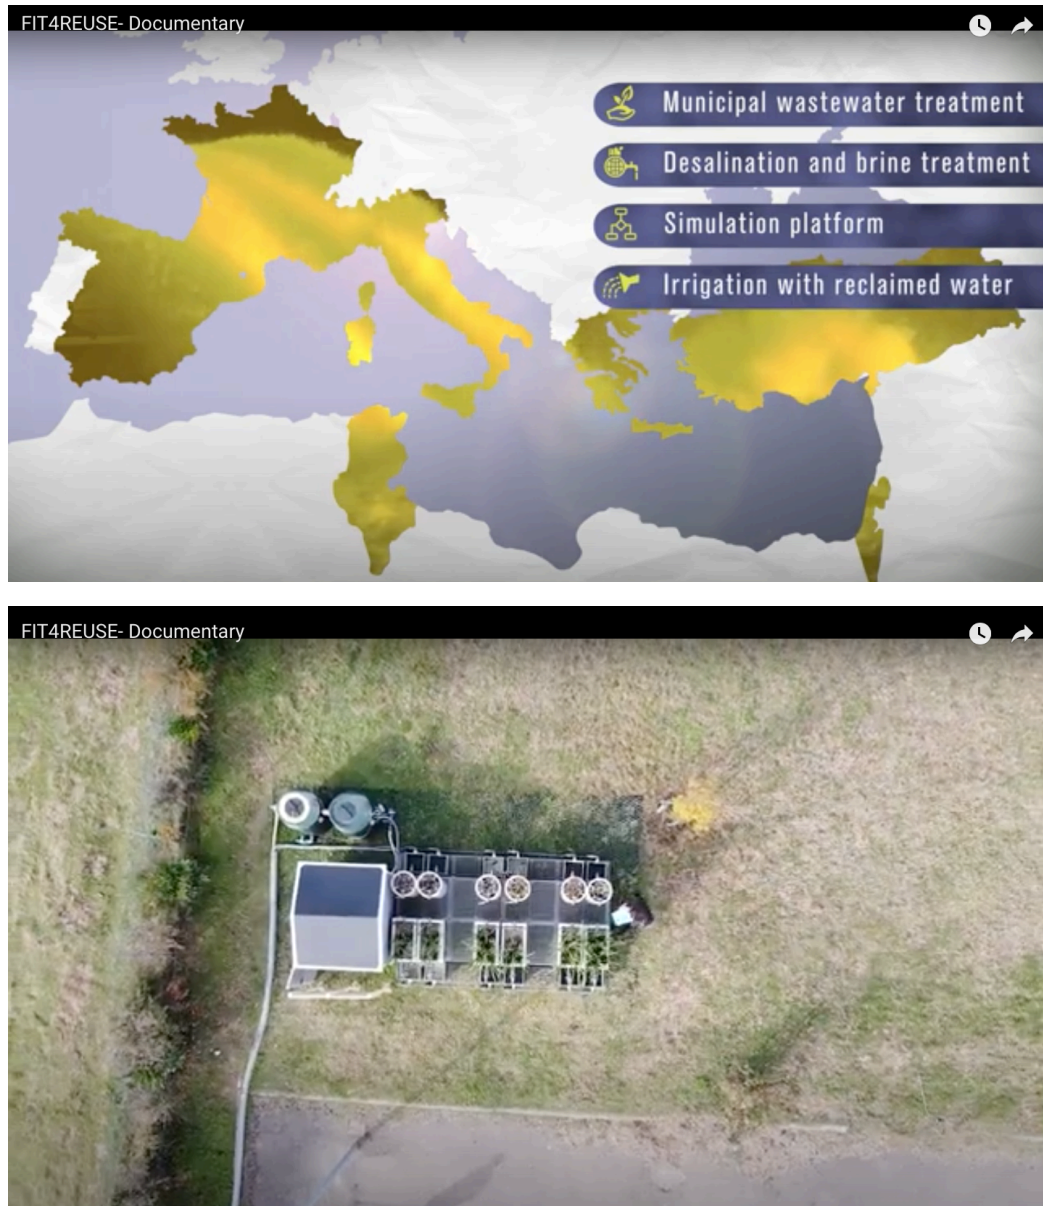 FIT4REUSE- Documentary
Municipal wastewater treatment
Desalination and brine treatment
Simulation platform
Irrigation with reclaimed water
FIT4REUSE- Documentary